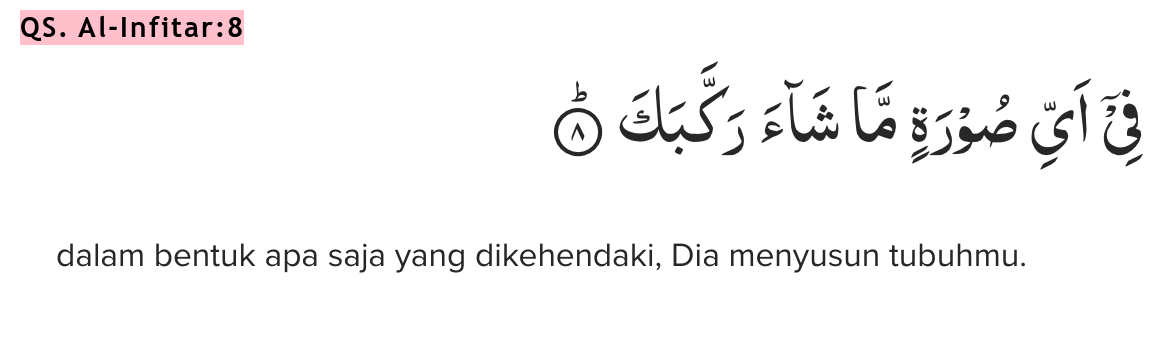 QS. Al-Infitar:8
فِيْٓ اَيِّ صُوْرَةٍ مَّا شَاۤءَ رَكَّبَكَۗ ٨
dalam bentuk apa saja yang dikehendaki, Dia menyusun tubuhmu.